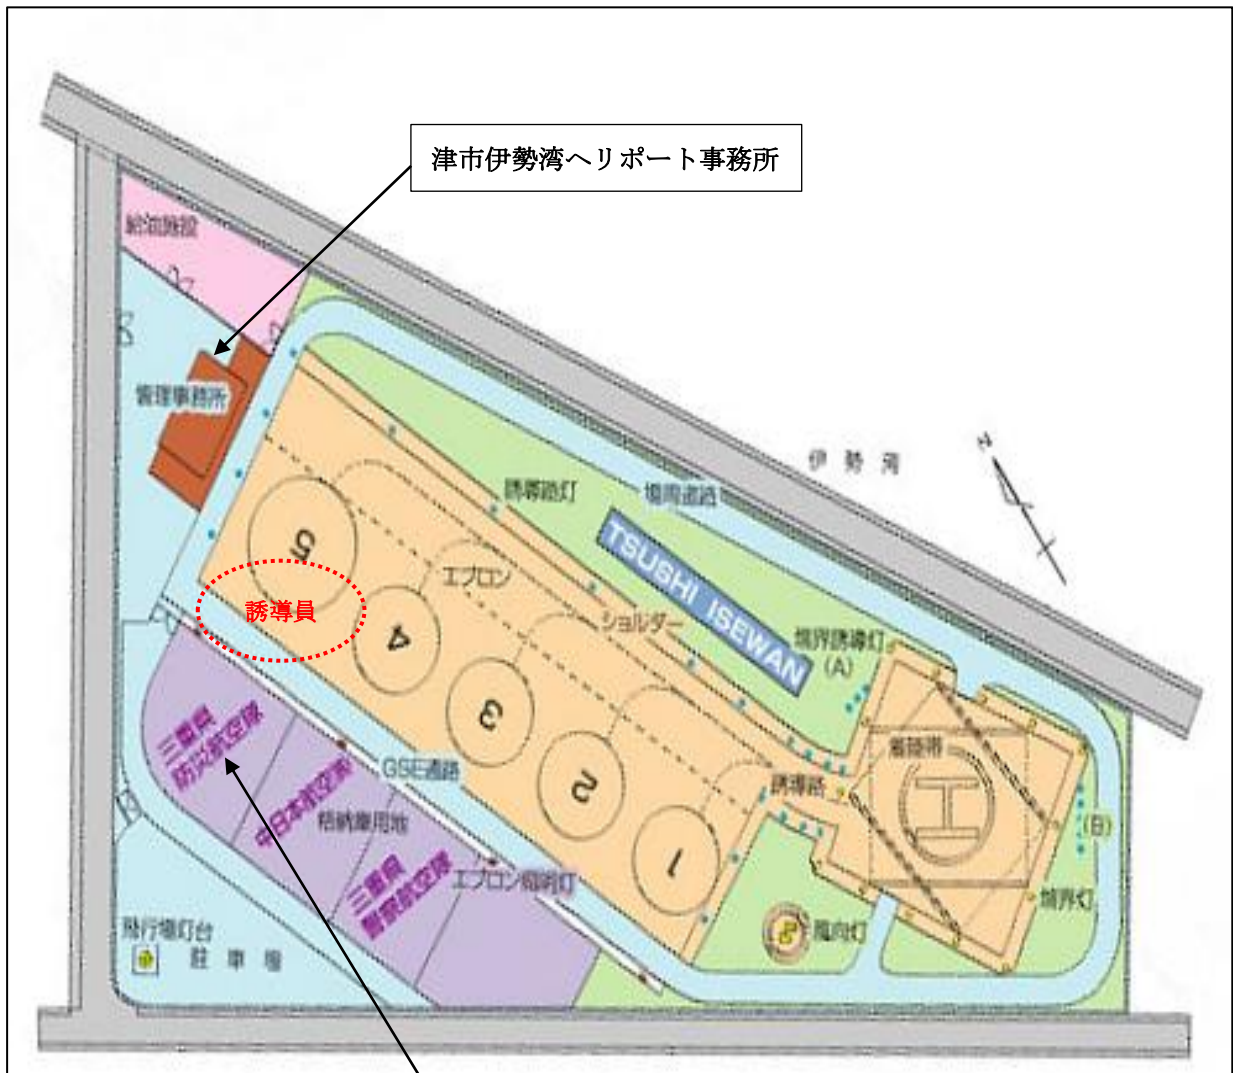 津市伊勢湾ヘリポート事務所
給油施設
管理事務所
伊勢湾
N
誘導路灯
場周道路
TSUSHI ISEWAN
エプロン
ショルダー
境界誘導灯
(A)
5
誘導員
4
3
2
1
着陸帯
誘導路
H
(B)
境界灯
GSE通路
三重県
防災航空隊
中日本航空㈱
格納庫用地
三重県
警察航空隊
エプロン照明灯
風向灯
飛行場灯台
駐車場